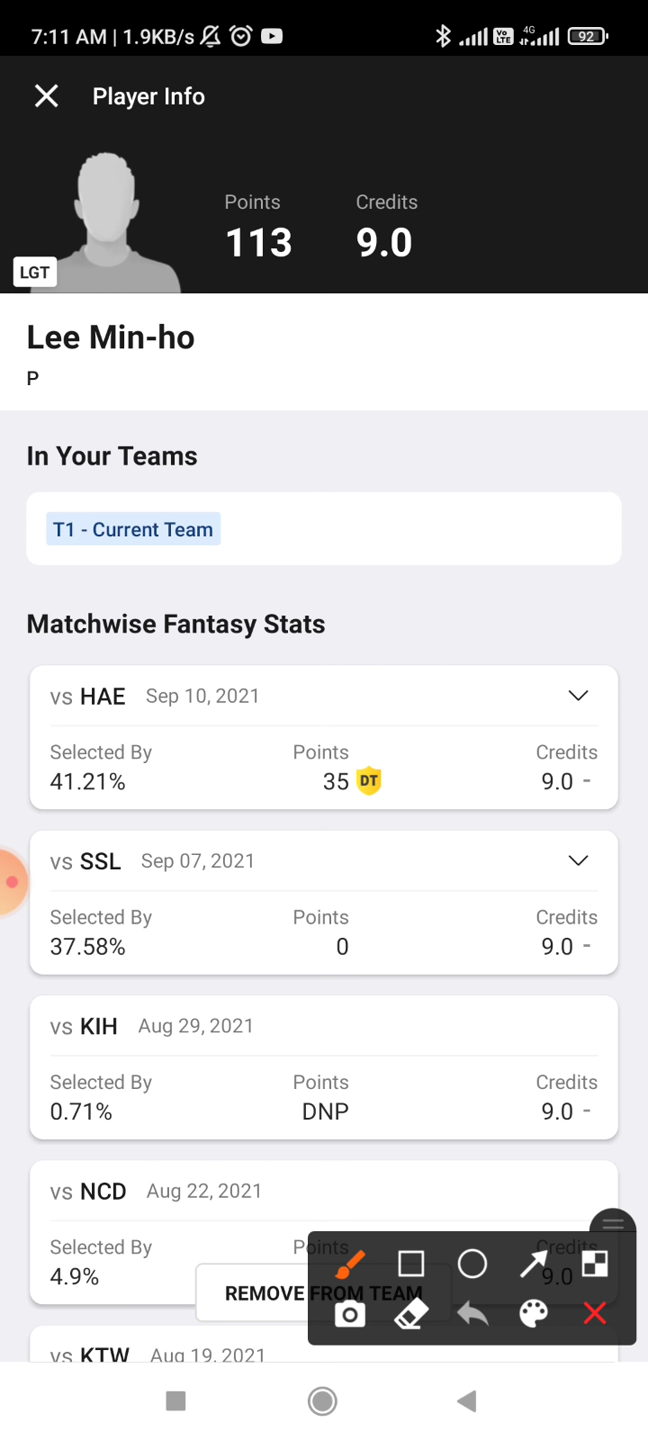 7:11 AM | 1.9KB/s
Vo LTE 4G 92
Player Info
Points Credits
113 9.0
LGT
Lee Min-ho
P
In Your Teams
T1 - Current Team
Matchwise Fantasy Stats
vs HAE Sep 10, 2021
Selected By Points Credits
41.21% 35 DT 9.0 -
vs SSL Sep 07, 2021
Selected By Points Credits
37.58% 0 9.0 -
vs KIH Aug 29, 2021
Selected By Points Credits
0.71% DNP 9.0 -
vs NCD Aug 22, 2021
Selected By Points Credits
4.9% 9.0
REMOVE FROM TEAM
vs KTW Aug 19, 2021